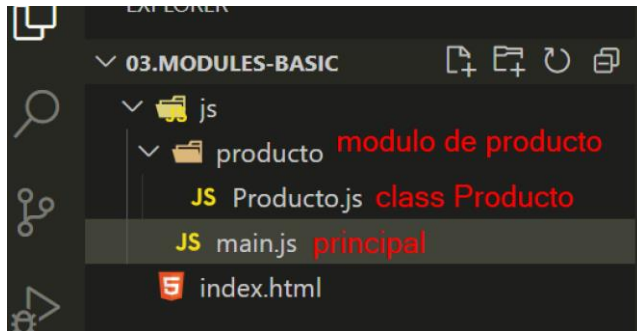 EXPLORER
03.MODULES-BASIC
js
producto modulo de producto
JS Producto.js class Producto
JS main.js principal
5 index.html